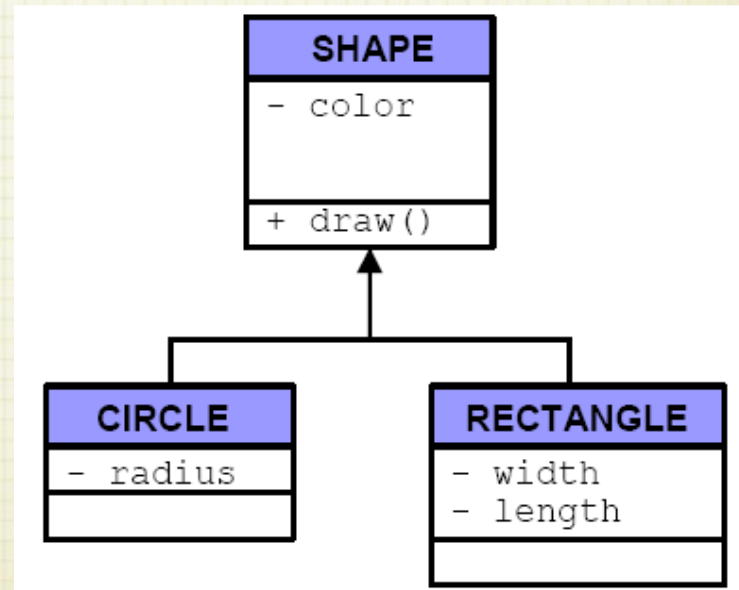 SHAPE
- color
+ draw()
CIRCLE
- radius
RECTANGLE
- width
- length